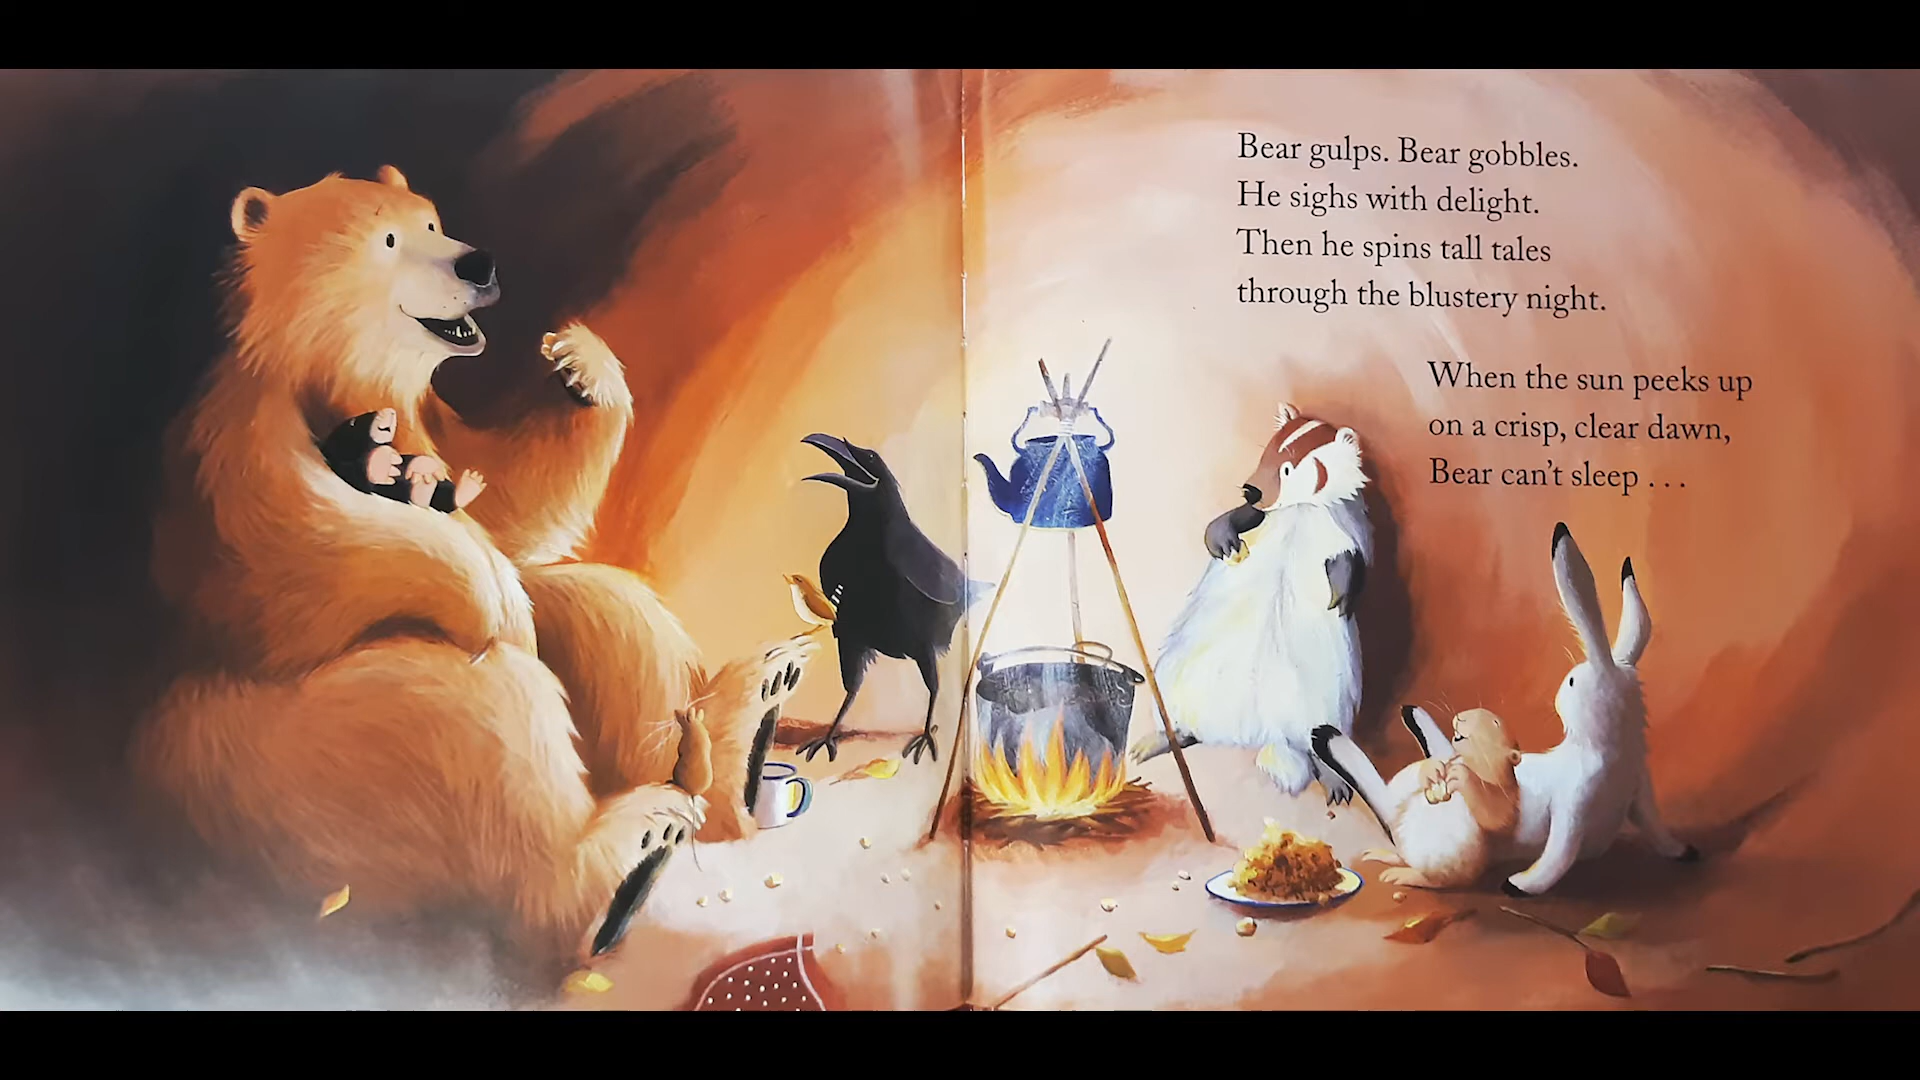 Bear gulps. Bear gobbles.
He sighs with delight.
Then he spins tall tales
through the blustery night.
When the sun peeks up
on a crisp, clear dawn,
Bear can't sleep . . .